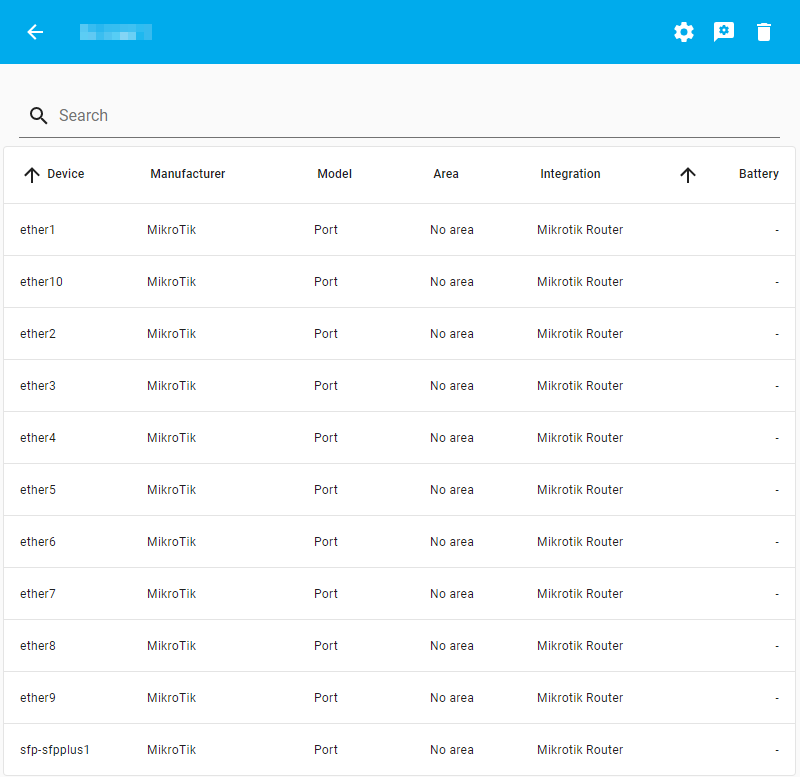 Search
Device Manufacturer Model Area Integration Battery
ether1 MikroTik Port No area Mikrotik Router -
ether10 MikroTik Port No area Mikrotik Router -
ether2 MikroTik Port No area Mikrotik Router -
ether3 MikroTik Port No area Mikrotik Router -
ether4 MikroTik Port No area Mikrotik Router -
ether5 MikroTik Port No area Mikrotik Router -
ether6 MikroTik Port No area Mikrotik Router -
ether7 MikroTik Port No area Mikrotik Router -
ether8 MikroTik Port No area Mikrotik Router -
ether9 MikroTik Port No area Mikrotik Router -
sfp-sfpplus1 MikroTik Port No area Mikrotik Router -